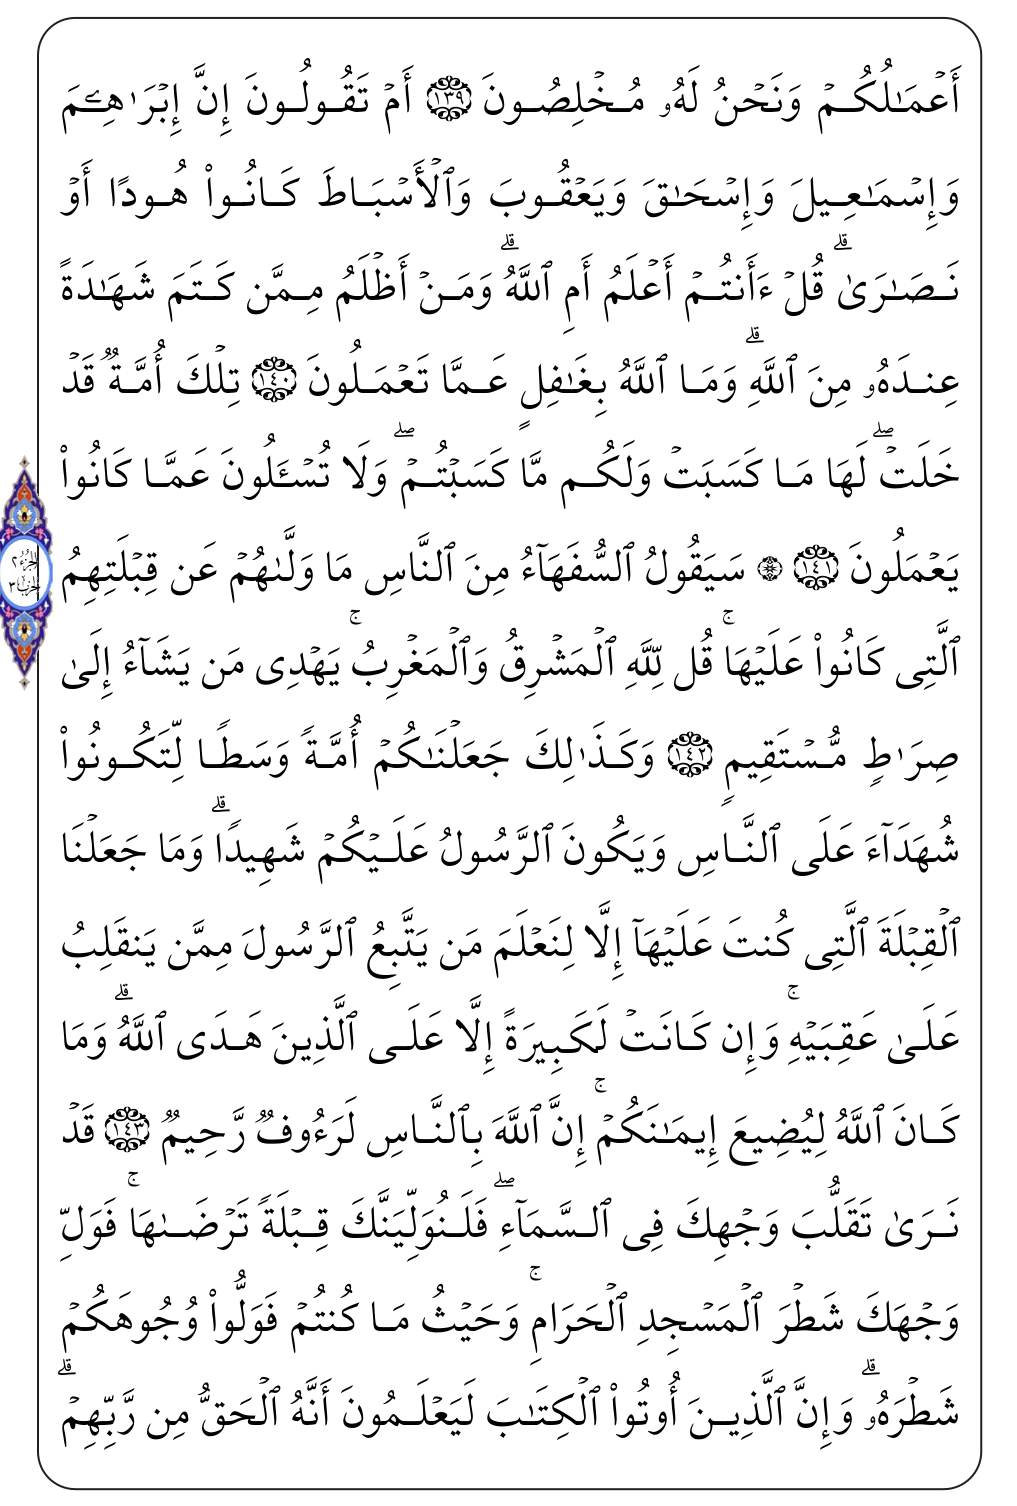 أَعۡمَٰلُكُمۡ وَنَحۡنُ لَهُۥ مُخۡلِصُونَ ١٣٩ أَمۡ تَقُولُونَ إِنَّ إِبۡرَٰهِـۧمَ
وَإِسۡمَٰعِيلَ وَإِسۡحَٰقَ وَيَعۡقُوبَ وَٱلۡأَسۡبَاطَ كَانُواْ هُودًا أَوۡ
نَصَٰرَىٰۗ قُلۡ ءَأَنتُمۡ أَعۡلَمُ أَمِ ٱللَّهُۗ وَمَنۡ أَظۡلَمُ مِمَّن كَتَمَ شَهَٰدَةً
عِندَهُۥ مِنَ ٱللَّهِۗ وَمَا ٱللَّهُ بِغَٰفِلٍ عَمَّا تَعۡمَلُونَ ١٤٠ تِلۡكَ أُمَّةٞ قَدۡ
خَلَتۡۖ لَهَا مَا كَسَبَتۡ وَلَكُم مَّا كَسَبۡتُمۡۖ وَلَا تُسۡـَٔلُونَ عَمَّا كَانُواْ
يَعۡمَلُونَ ١٤١ ۞ سَيَقُولُ ٱلسُّفَهَآءُ مِنَ ٱلنَّاسِ مَا وَلَّىٰهُمۡ عَن قِبۡلَتِهِمُ
ٱلَّتِي كَانُواْ عَلَيۡهَاۚ قُل لِّلَّهِ ٱلۡمَشۡرِقُ وَٱلۡمَغۡرِبُۚ يَهۡدِي مَن يَشَآءُ إِلَىٰ
صِرَٰطٖ مُّسۡتَقِيمٖ ١٤٢ وَكَذَٰلِكَ جَعَلۡنَٰكُمۡ أُمَّةٗ وَسَطٗا لِّتَكُونُواْ
شُهَدَآءَ عَلَى ٱلنَّاسِ وَيَكُونَ ٱلرَّسُولُ عَلَيۡكُمۡ شَهِيدٗاۗ وَمَا جَعَلۡنَا
ٱلۡقِبۡلَةَ ٱلَّتِي كُنتَ عَلَيۡهَآ إِلَّا لِنَعۡلَمَ مَن يَتَّبِعُ ٱلرَّسُولَ مِمَّن يَنقَلِبُ
عَلَىٰ عَقِبَيۡهِۚ وَإِن كَانَتۡ لَكَبِيرَةً إِلَّا عَلَى ٱلَّذِينَ هَدَى ٱللَّهُۗ وَمَا
كَانَ ٱللَّهُ لِيُضِيعَ إِيمَٰنَكُمۡۚ إِنَّ ٱللَّهَ بِٱلنَّاسِ لَرَءُوفٞ رَّحِيمٞ ١٤٣ قَدۡ
نَرَىٰ تَقَلُّبَ وَجۡهِكَ فِي ٱلسَّمَآءِۖ فَلَنُوَلِّيَنَّكَ قِبۡلَةٗ تَرۡضَىٰهَاۚ فَوَلِّ
وَجۡهَكَ شَطۡرَ ٱلۡمَسۡجِدِ ٱلۡحَرَامِۚ وَحَيۡثُ مَا كُنتُمۡ فَوَلُّواْ وُجُوهَكُمۡ
شَطۡرَهُۥۗ وَإِنَّ ٱلَّذِينَ أُوتُواْ ٱلۡكِتَٰبَ لَيَعۡلَمُونَ أَنَّهُ ٱلۡحَقُّ مِن رَّبِّهِمۡۗ
الجزء ٢
الحزب ٣